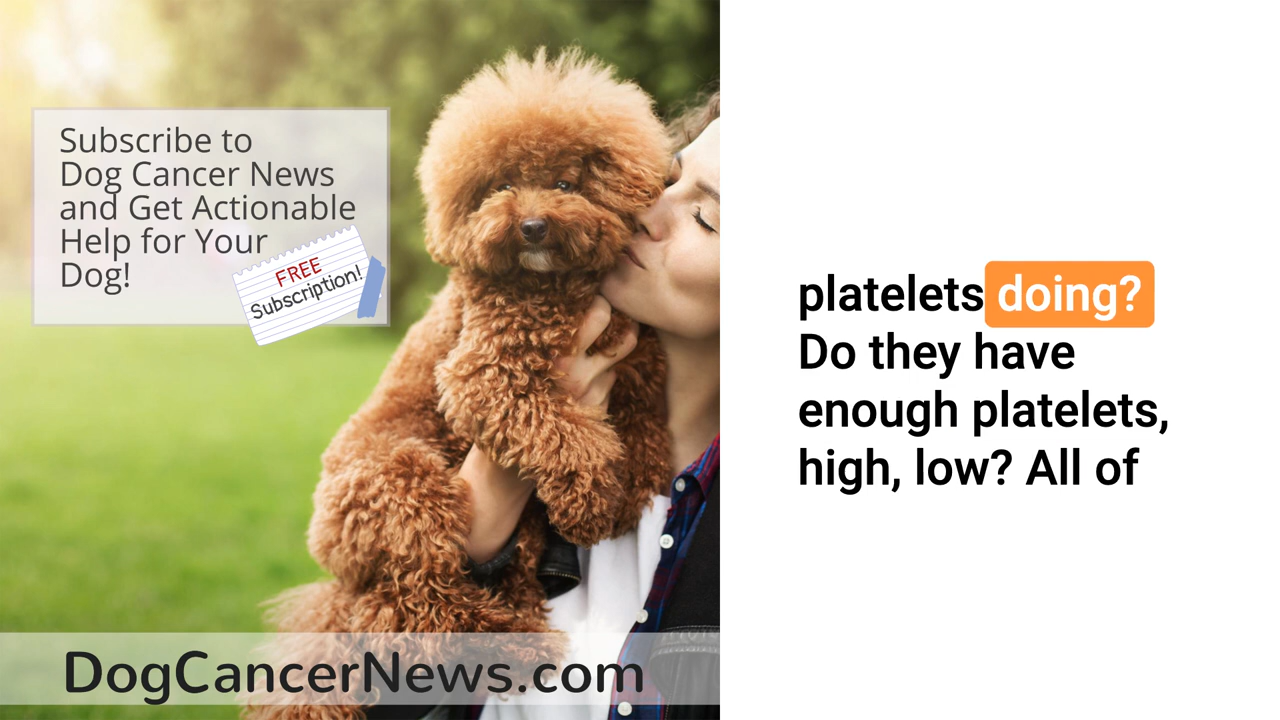 Subscribe to
Dog Cancer News
and Get Actionable
Help for Your
Dog!
FREE
Subscription!
DogCancerNews.com
platelets doing?
Do they have
enough platelets,
high, low? All of